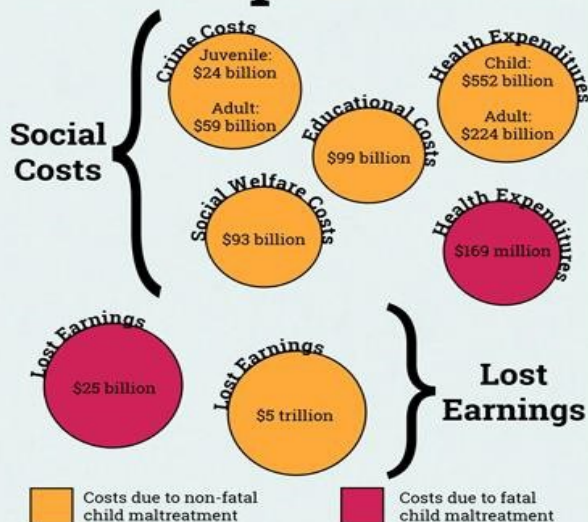 Crime Costs
Juvenile:
$24 billion
Adult:
$59 billion
Health Expenditures
Child:
$552 billion
Adult:
$224 billion
Social
Costs
Educational Costs
$99 billion
Social Welfare Costs
$93 billion
Health Expenditures
$169 million
Lost Earnings
$25 billion
Lost Earnings
$5 trillion
Lost
Earnings
Costs due to non-fatal
child maltreatment
Costs due to fatal
child maltreatment